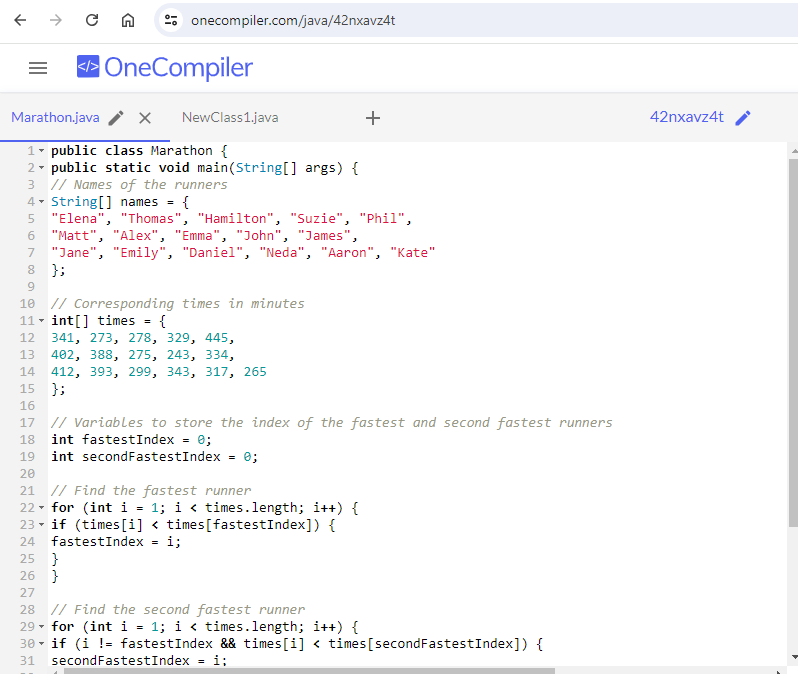 onecompiler.com/java/42nxavz4t
</> OneCompiler
Marathon.java NewClass1.java 42nxavz4t
1 public class Marathon {
2 public static void main(String[] args) {
3 // Names of the runners
4 String[] names = {
5 "Elena", "Thomas", "Hamilton", "Suzie", "Phil",
6 "Matt", "Alex", "Emma", "John", "James",
7 "Jane", "Emily", "Daniel", "Neda", "Aaron", "Kate"
8 };
9
10 // Corresponding times in minutes
11 int[] times = {
12 341, 273, 278, 329, 445,
13 402, 388, 275, 243, 334,
14 412, 393, 299, 343, 317, 265
15 };
16
17 // Variables to store the index of the fastest and second fastest runners
18 int fastestIndex = 0;
19 int secondFastestIndex = 0;
20
21 // Find the fastest runner
22 for (int i = 1; i < times.length; i++) {
23 if (times[i] < times[fastestIndex]) {
24 fastestIndex = i;
25 }
26 }
27
28 // Find the second fastest runner
29 for (int i = 1; i < times.length; i++) {
30 if (i != fastestIndex && times[i] < times[secondFastestIndex]) {
31 secondFastestIndex = i;